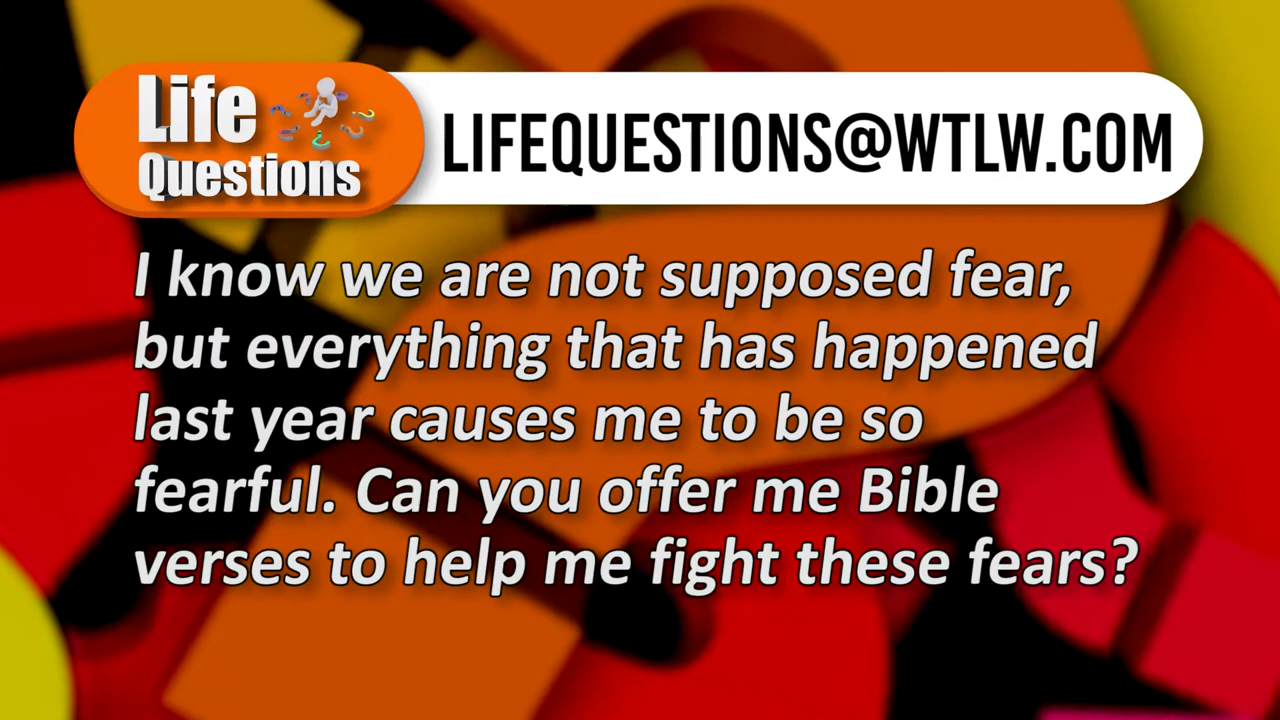 Life
Questions
LIFEQUESTIONS@WTLW.COM
I know we are not supposed fear,
but everything that has happened
last year causes me to be so
fearful. Can you offer me Bible
verses to help me fight these fears?